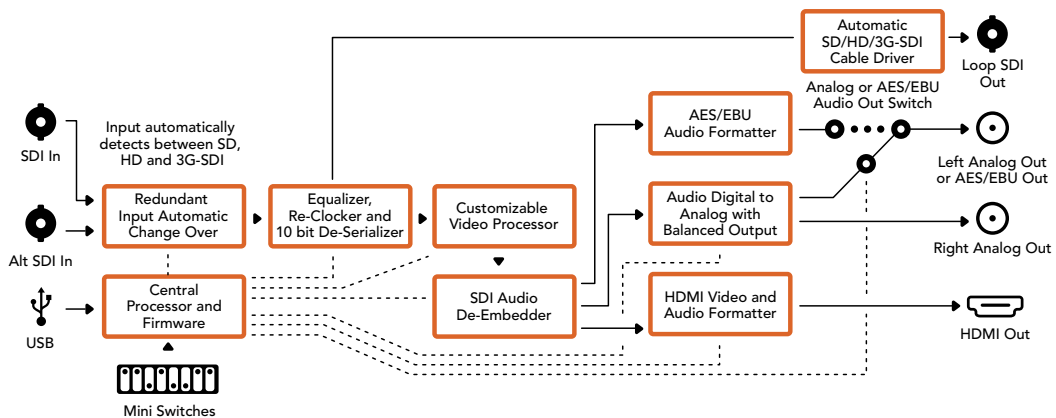 Automatic
SD/HD/3G-SDI
Cable Driver
Loop SDI
Out
Analog or AES/EBU
Audio Out Switch
SDI In
Input automatically
detects between SD,
HD and 3G-SDI
AES/EBU
Audio Formatter
Left Analog Out
or AES/EBU Out
Alt SDI In
Redundant
Input Automatic
Change Over
Equalizer,
Re-Clocker and
10 bit De-Serializer
Customizable
Video Processor
Audio Digital to
Analog with
Balanced Output
Right Analog Out
USB
Central
Processor and
Firmware
SDI Audio
De-Embedder
HDMI Video and
Audio Formatter
HDMI Out
Mini Switches